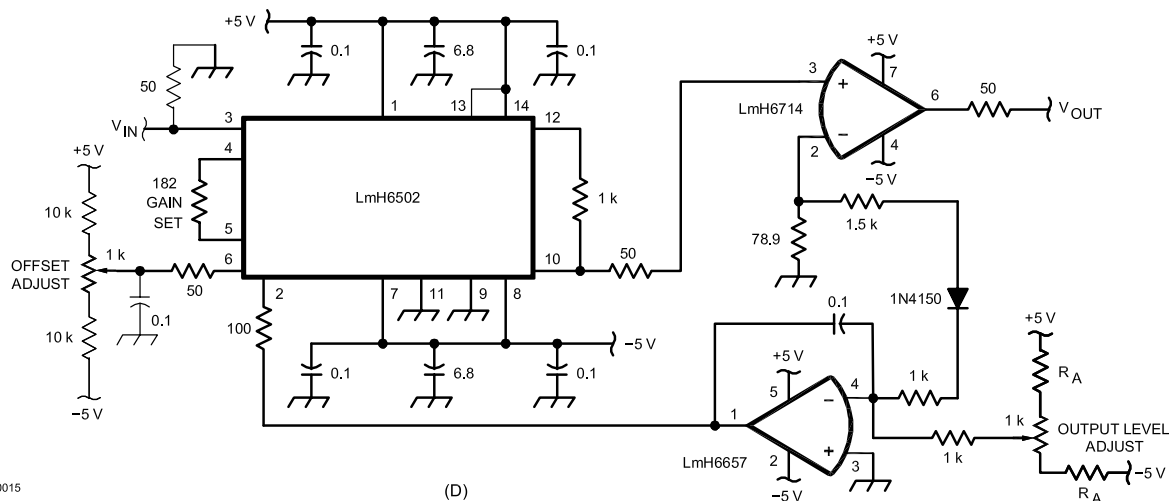 +5 V
0.1
6.8
0.1
50
V IN
3
4
5
6
1
13
14
12
10
LmH6502
182
GAIN
SET
1 k
+5 V
10 k
1 k
OFFSET
ADJUST
10 k
−5 V
0.1
50
2
7
11
9
8
100
0.1
6.8
0.1
−5 V
50
LmH6714
+5 V
3
+
7
6
50
V OUT
2
−
4
−5 V
1.5 k
78.9
1N4150
0.1
+5 V
5
4
−
1
+
3
2
LmH6657
−5 V
1 k
1 k
+5 V
R A
1 k
OUTPUT LEVEL
ADJUST
−5 V
R A
0015
(D)